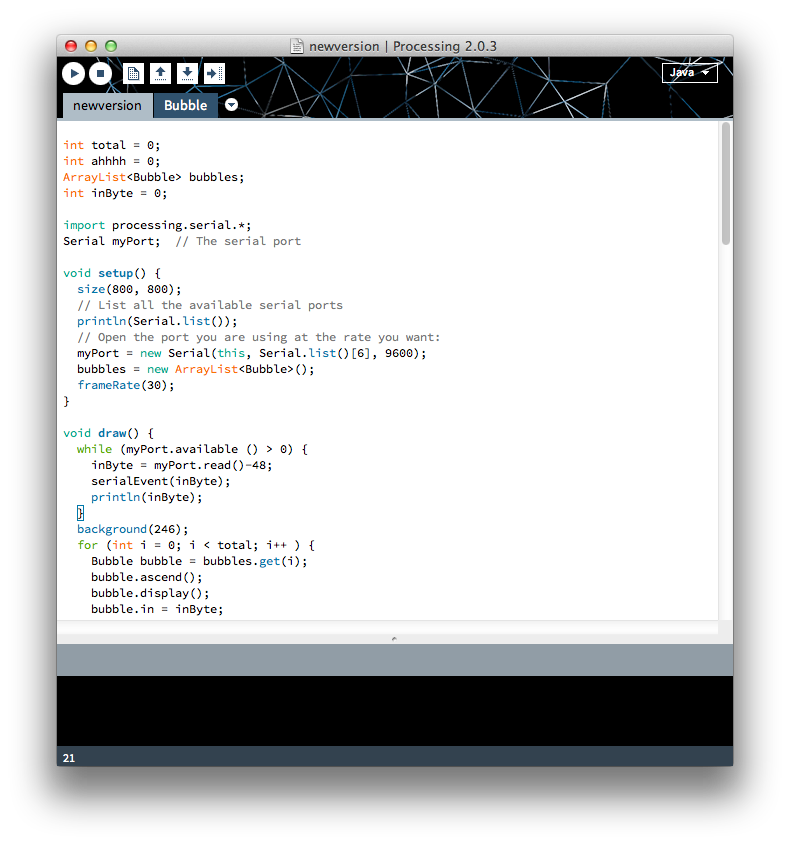 newversion | Processing 2.0.3
Java
newversion Bubble
int total = 0;
int ahhhh = 0;
ArrayList<Bubble> bubbles;
int inByte = 0;
import processing.serial.*;
Serial myPort;  // The serial port
void setup() {
  size(800, 800);
  // List all the available serial ports
  println(Serial.list());
  // Open the port you are using at the rate you want:
  myPort = new Serial(this, Serial.list()[6], 9600);
  bubbles = new ArrayList<Bubble>();
  frameRate(30);
}
void draw() {
  while (myPort.available () > 0) {
    inByte = myPort.read()-48;
    serialEvent(inByte);
    println(inByte);
  }
  background(246);
  for (int i = 0; i < total; i++ ) {
    Bubble bubble = bubbles.get(i);
    bubble.ascend();
    bubble.display();
    bubble.in = inByte;
21